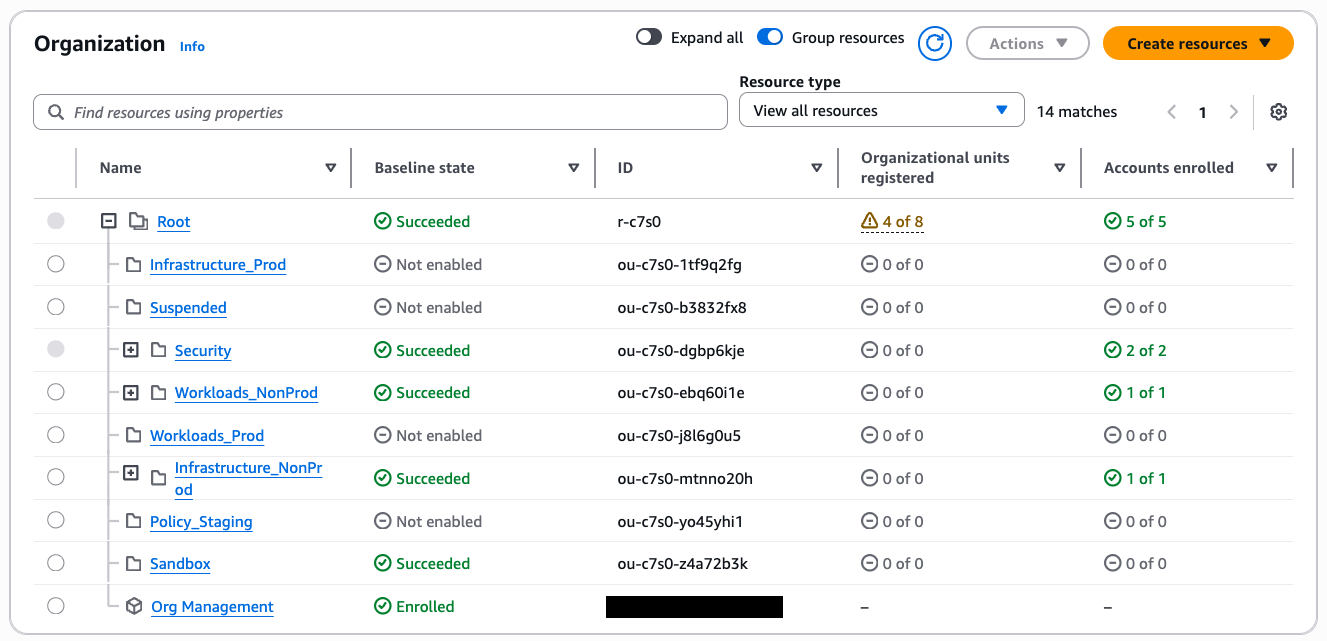 Organization Info
Expand all Group resources Actions Create resources
Resource type
Find resources using properties View all resources 14 matches 1
Name Baseline state ID Organizational units registered Accounts enrolled
Root Succeeded r-c7s0 4 of 8 5 of 5
Infrastructure_Prod Not enabled ou-c7s0-1tf9q2fg 0 of 0 0 of 0
Suspended Not enabled ou-c7s0-b3832fx8 0 of 0 0 of 0
Security Succeeded ou-c7s0-dgbp6kje 0 of 0 2 of 2
Workloads_NonProd Succeeded ou-c7s0-ebq60i1e 0 of 0 1 of 1
Workloads_Prod Not enabled ou-c7s0-j8l6g0u5 0 of 0 0 of 0
Infrastructure_NonProd Succeeded ou-c7s0-mtnno20h 0 of 0 1 of 1
Policy_Staging Not enabled ou-c7s0-yo45yhi1 0 of 0 0 of 0
Sandbox Succeeded ou-c7s0-z4a72b3k 0 of 0 0 of 0
Org Management Enrolled – –